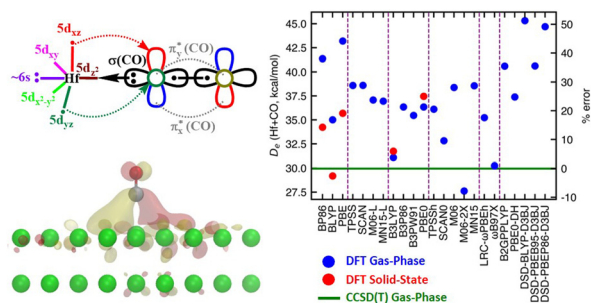 5d_xz
5d_xy
~6s
Hf
5d_z²
5d_x²-y²
5d_yz
σ(CO)
π*_y(CO)
π*_x(CO)
D_e (Hf+CO, kcal/mol)
45.0
42.5
40.0
37.5
35.0
32.5
30.0
27.5
% error
50
40
30
20
10
0
BP86
BLYP
PBE
TPSS
SCAN
M06-L
MN15-L
B3LYP
B3P86
B3PW91
PBE0
TPSSh
SCAN0
M06
M06-2X
MN15
LRC-ωPBEh
ωB97X
B2GPPLYP
PBE0-DH
DSD-BLYP-D3BJ
DSD-PBEB95-D3BJ
DSD-PBEP86-D3BJ
DFT Gas-Phase
DFT Solid-State
CCSD(T) Gas-Phase